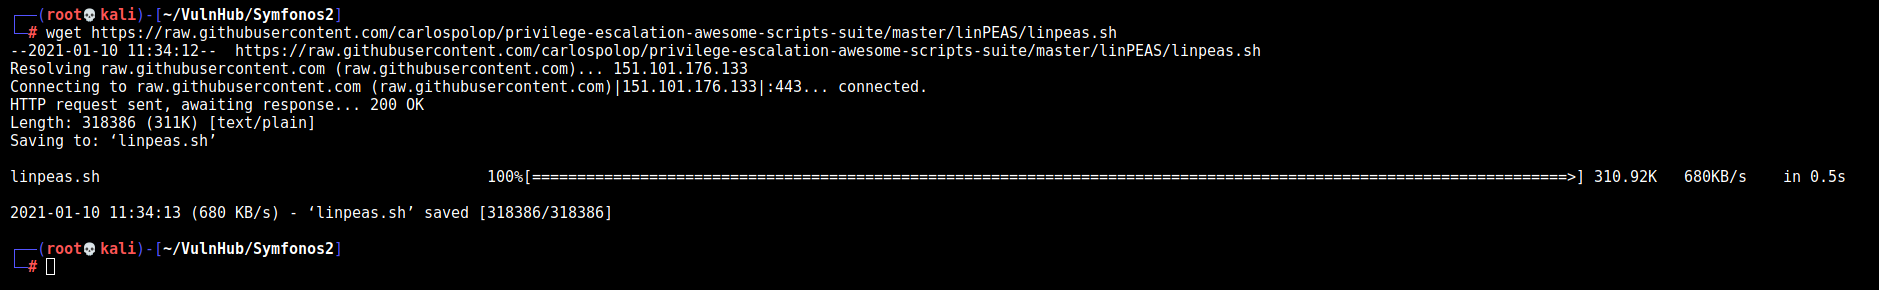 ┌──(root💀kali)-[~/VulnHub/Symfonos2]
└─# wget https://raw.githubusercontent.com/carlospolop/privilege-escalation-awesome-scripts-suite/master/linPEAS/linpeas.sh
--2021-01-10 11:34:12--  https://raw.githubusercontent.com/carlospolop/privilege-escalation-awesome-scripts-suite/master/linPEAS/linpeas.sh
Resolving raw.githubusercontent.com (raw.githubusercontent.com)... 151.101.176.133
Connecting to raw.githubusercontent.com (raw.githubusercontent.com)|151.101.176.133|:443... connected.
HTTP request sent, awaiting response... 200 OK
Length: 318386 (311K) [text/plain]
Saving to: ‘linpeas.sh’
linpeas.sh 100%[===================================================================================================================>] 310.92K 680KB/s in 0.5s
2021-01-10 11:34:13 (680 KB/s) - ‘linpeas.sh’ saved [318386/318386]
┌──(root💀kali)-[~/VulnHub/Symfonos2]
└─#